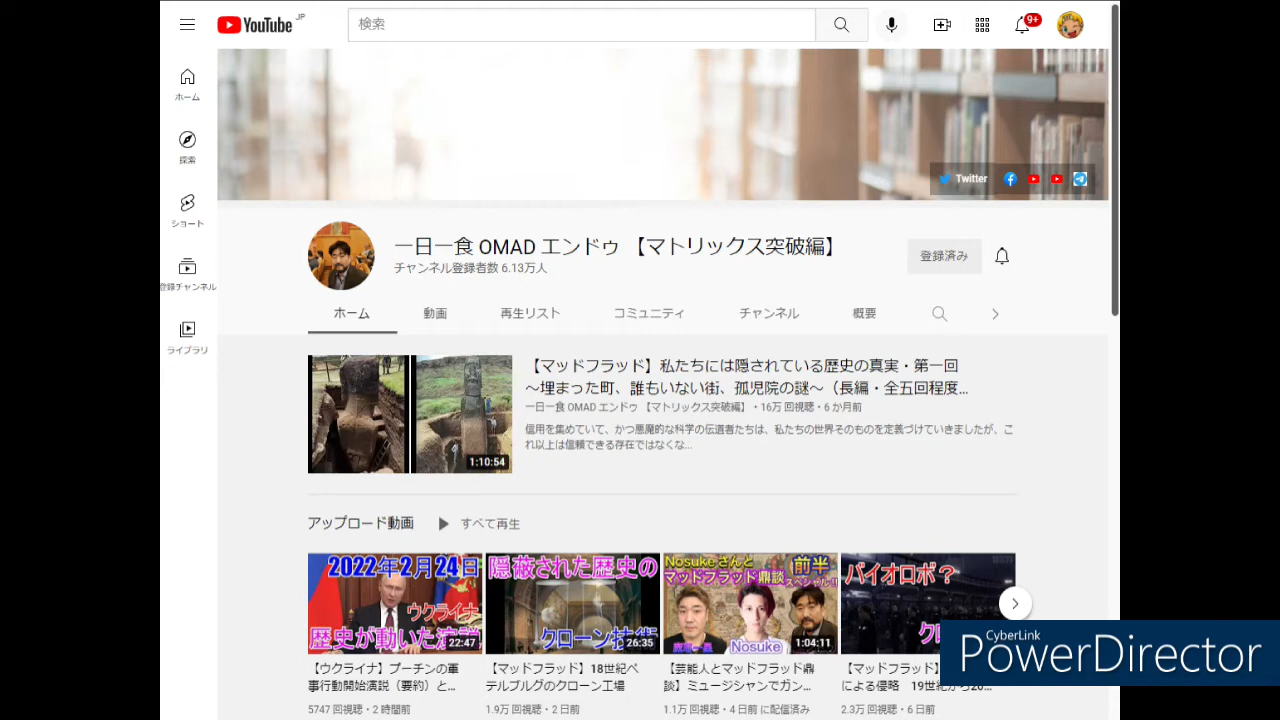 YouTube JP
検索
9+
ホーム
探索
ショート
登録チャンネル
ライブラリ
Twitter
一日一食 OMAD エンドゥ 【マトリックス突破編】
チャンネル登録者数 6.13万人
登録済み
ホーム 動画 再生リスト コミュニティ チャンネル 概要
【マッドフラッド】私たちには隠されている歴史の真実・第一回
～埋まった町、誰もいない街、孤児院の謎～（長編・全五回程度...
一日一食 OMAD エンドゥ 【マトリックス突破編】・16万 回視聴・6 か月前
信用を集めていて、かつ悪魔的な科学の伝道者たちは、私たちの世界そのものを定義づけていきましたが、こ
れ以上は信頼できる存在ではなくな...
1:10:54
アップロード動画 すべて再生
2022年2月24日
ウクライナ
歴史が動いた演説
22:47
隠蔽された歴史の
クローン技術
26:35
Nosukeさんと
マッドフラッド鼎談
前半
スペシャル!!
Nosuke
1:04:11
バイオロボ？
ク
【ウクライナ】プーチンの軍
事行動開始演説（要約）と...
5747 回視聴・2 時間前
【マッドフラッド】18世紀ペ
テルブルグのクローン工場
1.9万 回視聴・2 日前
【芸能人とマッドフラッド鼎
談】ミュージシャンでガン...
1.1万 回視聴・4 日前 に配信済み
【マッドフラッド】
による侵略 19世紀から20...
2.3万 回視聴・6 日前
CyberLink
PowerDirector